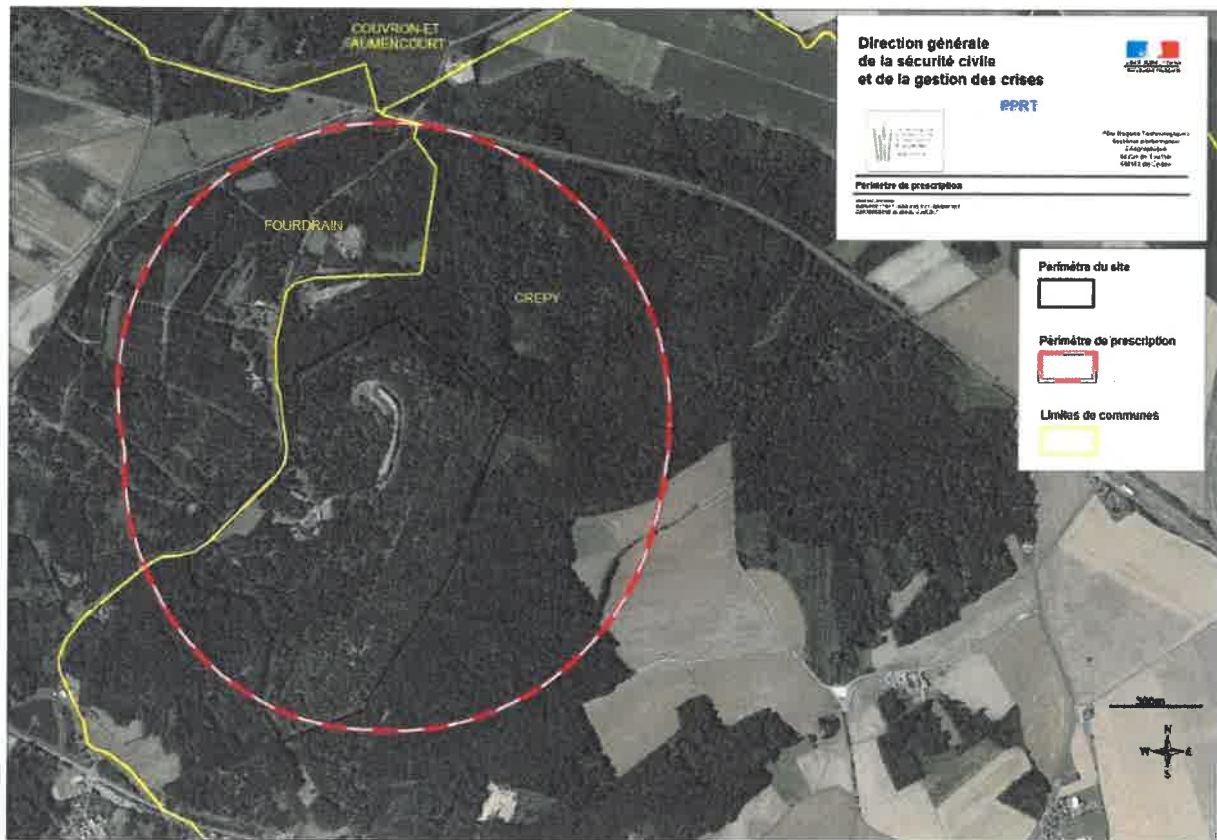 COUVRON-ET
AUMENCOURT
FOURDRAIN
CREPY
Direction générale
de la sécurité civile
et de la gestion des crises
PPRT
Périmètre de prescription
Périmètre du site
Périmètre de prescription
Limites de communes
300m
N
W E
S